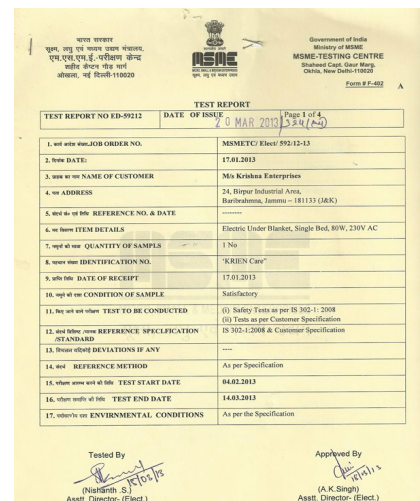 भारत सरकार
सूक्ष्म, लघु एवं मध्यम उद्यम मंत्रालय,
एम.एस.एम.ई.-परीक्षण केन्द्र
शहीद कैप्टन गौड़ मार्ग
ओखला, नई दिल्ली-110020
MSME
Government of India
Ministry of MSME
MSME-TESTING CENTRE
Shaheed Capt. Gaur Marg,
Okhla, New Delhi-110020
Form # F-402 A
TEST REPORT
TEST REPORT NO ED-59212 DATE OF ISSUE Page 1 of 4
20 MAR 2013
1. कार्य आदेश संख्या.JOB ORDER NO. MSMETC/ Elect/ 592/12-13
2. दिनांक DATE: 17.01.2013
3. ग्राहक का नाम NAME OF CUSTOMER M/s Krishna Enterprises
4. पता ADDRESS 24, Birpur Industrial Area,
Baribrahmna, Jammu – 181133 (J&K)
5. संदर्भ सं० एवं तिथि REFERENCE NO. & DATE --------
6. मद विवरण ITEM DETAILS Electric Under Blanket, Single Bed, 80W, 230V AC
7. नमूनों की संख्या QUANTITY OF SAMPLS 1 No
8. पहचान संख्या IDENTIFICATION NO. "KRIEN Care"
9. प्राप्ति तिथि DATE OF RECEIPT 17.01.2013
10. नमूने की दशा CONDITION OF SAMPLE Satisfactory
11. किए जाने वाले परीक्षण TEST TO BE CONDUCTED (i) Safety Tests as per IS 302-1: 2008
(ii) Tests as per Customer Specification
12. संदर्भ विशिष्ट /मानक REFERENCE SPECLFICATION IS 302-1:2008 & Customer Specification
/STANDARD
13. DEVIATIONS IF ANY ----
14. संदर्भ REFERENCE METHOD As per Specification
15. परीक्षण आरम्भ करने की तिथि TEST START DATE 04.02.2013
16. परीक्षण समाप्ति की तिथि TEST END DATE 14.03.2013
17. पर्यावरणीय दशा ENVIRNMENTAL CONDITIONS As per the Specification
Tested By Approved By
15/03/13
(Nishanth .S.) (A.K.Singh)
Asstt. Director- (Elect.) Asstt. Director- (Elect.)